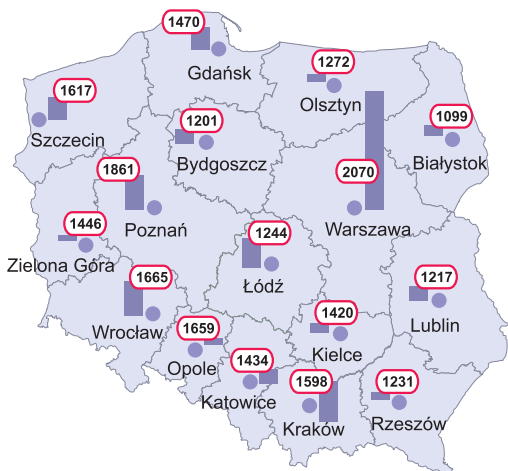 1470
Gdańsk
1272
Olsztyn
1617
Szczecin
1201
Bydgoszcz
1099
Białystok
1861
Poznań
2070
Warszawa
1446
Zielona Góra
1244
Łódź
1665
Wrocław
1217
Lublin
1659
Opole
1420
Kielce
1434
Katowice
1598
Kraków
1231
Rzeszów